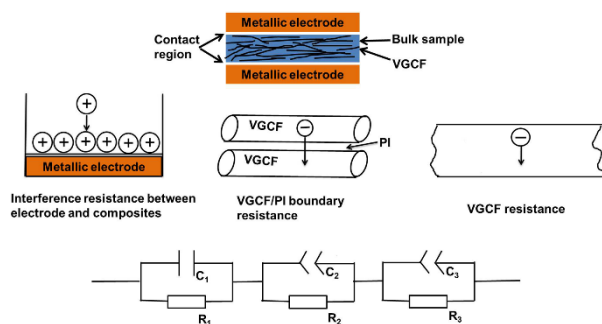 Metallic electrode
Contact
region
Bulk sample
VGCF
Metallic electrode
+
+ + + + + +
Metallic electrode
Interference resistance between
electrode and composites
VGCF −
VGCF
PI
VGCF/PI boundary
resistance
−
VGCF resistance
C1
C2
C3
R1
R2
R3